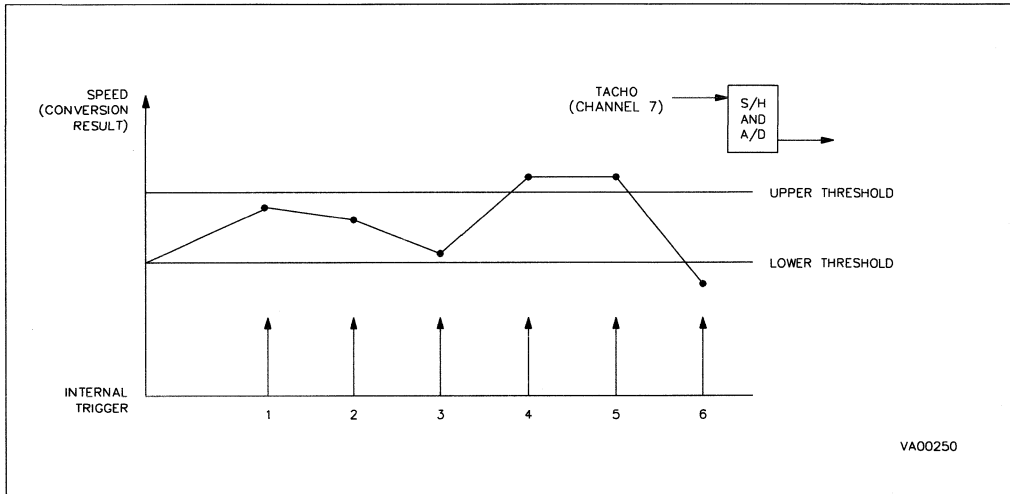 SPEED
(CONVERSION
RESULT)
TACHO
(CHANNEL 7)
S/H
AND
A/D
UPPER THRESHOLD
LOWER THRESHOLD
INTERNAL
TRIGGER
1 2 3 4 5 6
VA00250